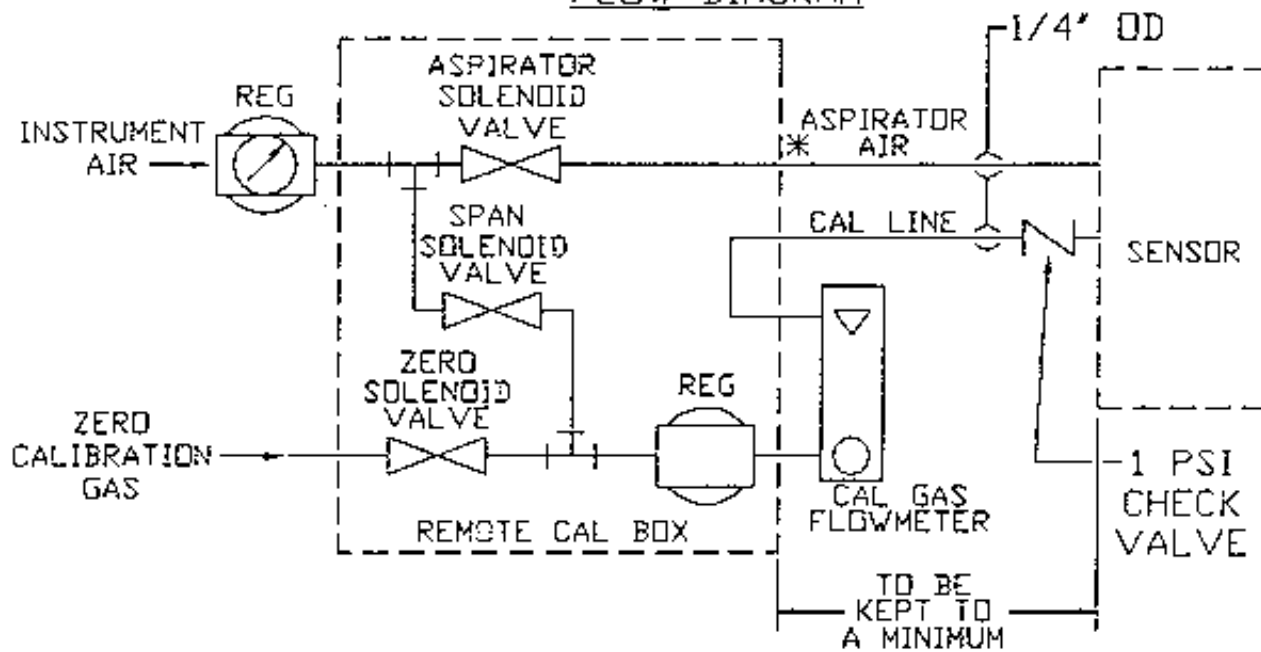 FLOW DIAGRAM
1/4" OD
ASPIRATOR
SOLENOID
VALVE
REG
INSTRUMENT
AIR
ASPIRATOR
* AIR
SPAN
SOLENOID
VALVE
CAL LINE
SENSOR
ZERO
SOLENOID
VALVE
REG
ZERO
CALIBRATION
GAS
1 PSI
CHECK
VALVE
CAL GAS
FLOWMETER
REMOTE CAL BOX
TO BE
KEPT TO
A MINIMUM